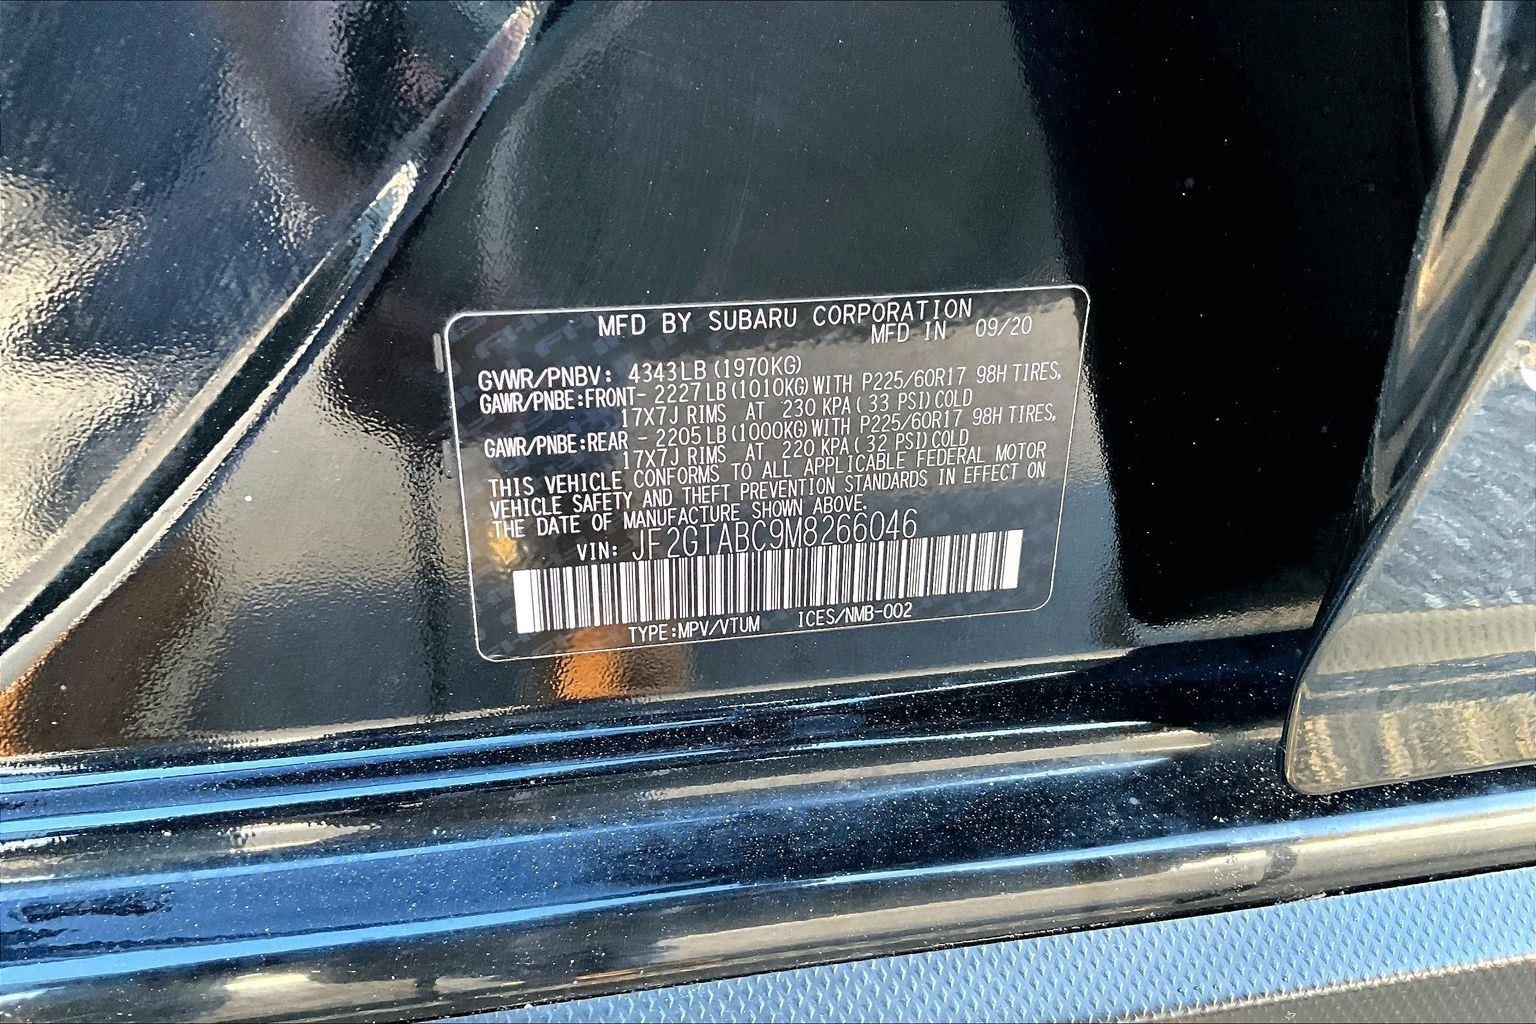 MFD BY SUBARU CORPORATION
MFD IN 09/20
GVWR/PNBV: 4343LB(1970KG)
GAWR/PNBE:FRONT- 2227LB(1010KG)WITH P225/60R17 98H TIRES,
17X7J RIMS AT 230 KPA(33 PSI)COLD
GAWR/PNBE:REAR - 2205LB(1000KG)WITH P225/60R17 98H TIRES,
17X7J RIMS AT 220 KPA(32 PSI)COLD
THIS VEHICLE CONFORMS TO ALL APPLICABLE FEDERAL MOTOR
VEHICLE SAFETY AND THEFT PREVENTION STANDARDS IN EFFECT ON
THE DATE OF MANUFACTURE SHOWN ABOVE.
VIN: JF2GTABC9M8266046
TYPE:MPV/VTUM ICES/NMB-002